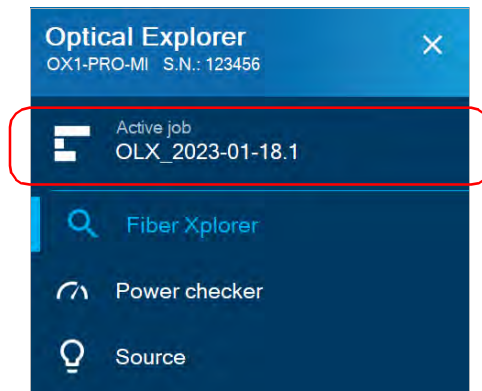 Optical Explorer
OX1-PRO-MI S.N.: 123456
Active job
OLX_2023-01-18.1
Fiber Xplorer
Power checker
Source